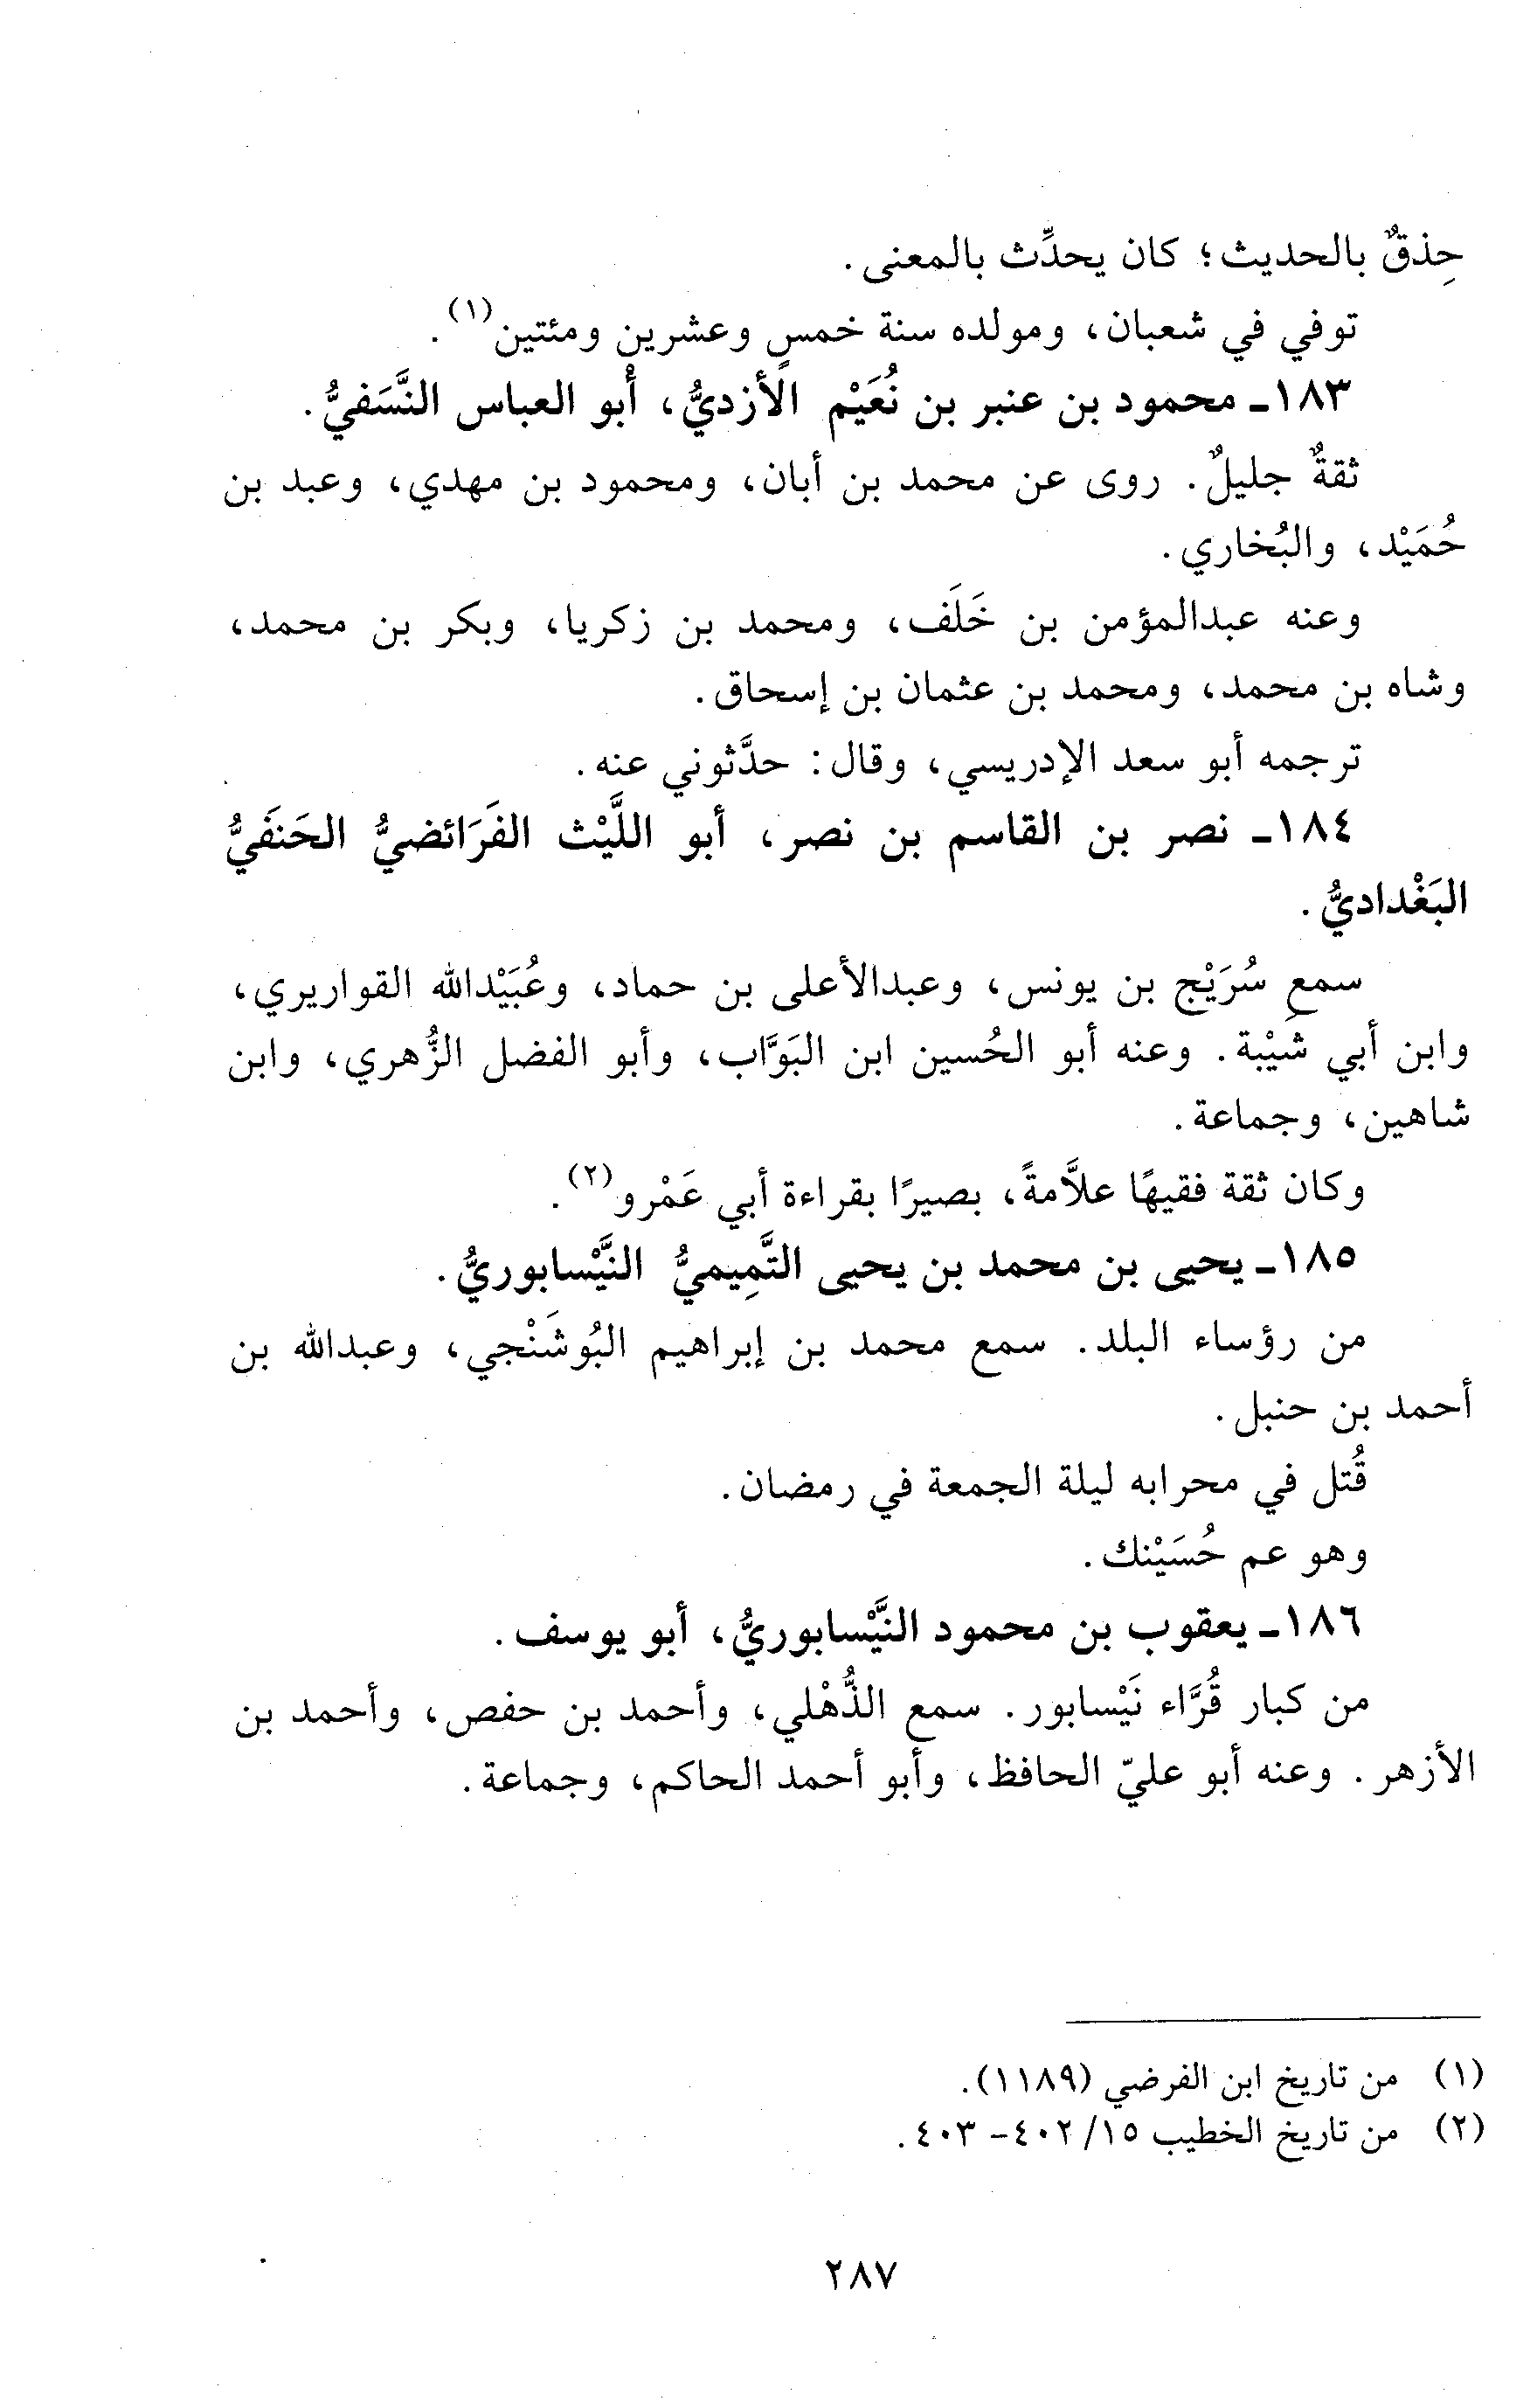 حِذقٌ بالحديث؛ كان يحدِّث بالمعنى.
توفي في شعبان، ومولده سنة خمسٍ وعشرين ومئتين(١).
١٨٣ـ محمود بن عنبر بن نُعَيْم الأزديُّ، أبو العباس النَّسَفيُّ.
ثقةٌ جليلٌ. روى عن محمد بن أبان، ومحمود بن مهدي، وعبد بن
حُمَيْد، والبُخاري.
وعنه عبدالمؤمن بن خَلَف، ومحمد بن زكريا، وبكر بن محمد،
وشاه بن محمد، ومحمد بن عثمان بن إسحاق.
ترجمه أبو سعد الإدريسي، وقال: حدَّثوني عنه.
١٨٤ـ نصر بن القاسم بن نصر، أبو اللَّيْث الفَرَائضيُّ الحَنفَيُّ
البَغْداديُّ.
سمع سُرَيْج بن يونس، وعبدالأعلى بن حماد، وعُبَيْدالله القواريري،
وابن أبي شَيْبة. وعنه أبو الحُسين ابن البَوَّاب، وأبو الفضل الزُّهري، وابن
شاهين، وجماعة.
وكان ثقة فقيهًا علاَّمةً، بصيرًا بقراءة أبي عَمْرو(٢).
١٨٥ـ يحيى بن محمد بن يحيى التَّمِيميُّ النَّيْسابوريُّ.
من رؤساء البلد. سمع محمد بن إبراهيم البُوشَنْجي، وعبدالله بن
أحمد بن حنبل.
قُتل في محرابه ليلة الجمعة في رمضان.
وهو عم حُسَيْنك.
١٨٦ـ يعقوب بن محمود النَّيْسابوريُّ، أبو يوسف.
من كبار قُرَّاء نَيْسابور. سمع الذُّهْلي، وأحمد بن حفص، وأحمد بن
الأزهر. وعنه أبو عليّ الحافظ، وأبو أحمد الحاكم، وجماعة.
(١) من تاريخ ابن الفرضي (١١٨٩).
(٢) من تاريخ الخطيب ١٥/ ٤٠٢- ٤٠٣.
٢٨٧